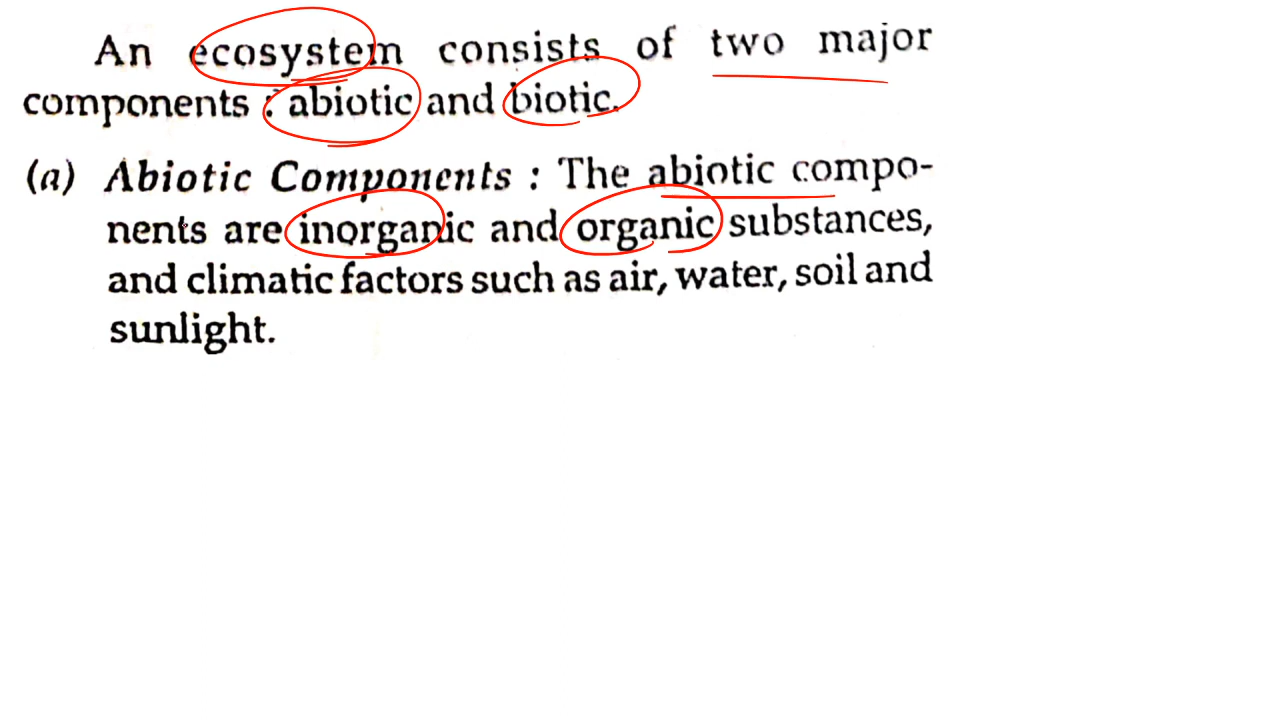 An ecosystem consists of two major
components : abiotic and biotic.
(a) Abiotic Components : The abiotic compo-
nents are inorganic and organic substances,
and climatic factors such as air, water, soil and
sunlight.